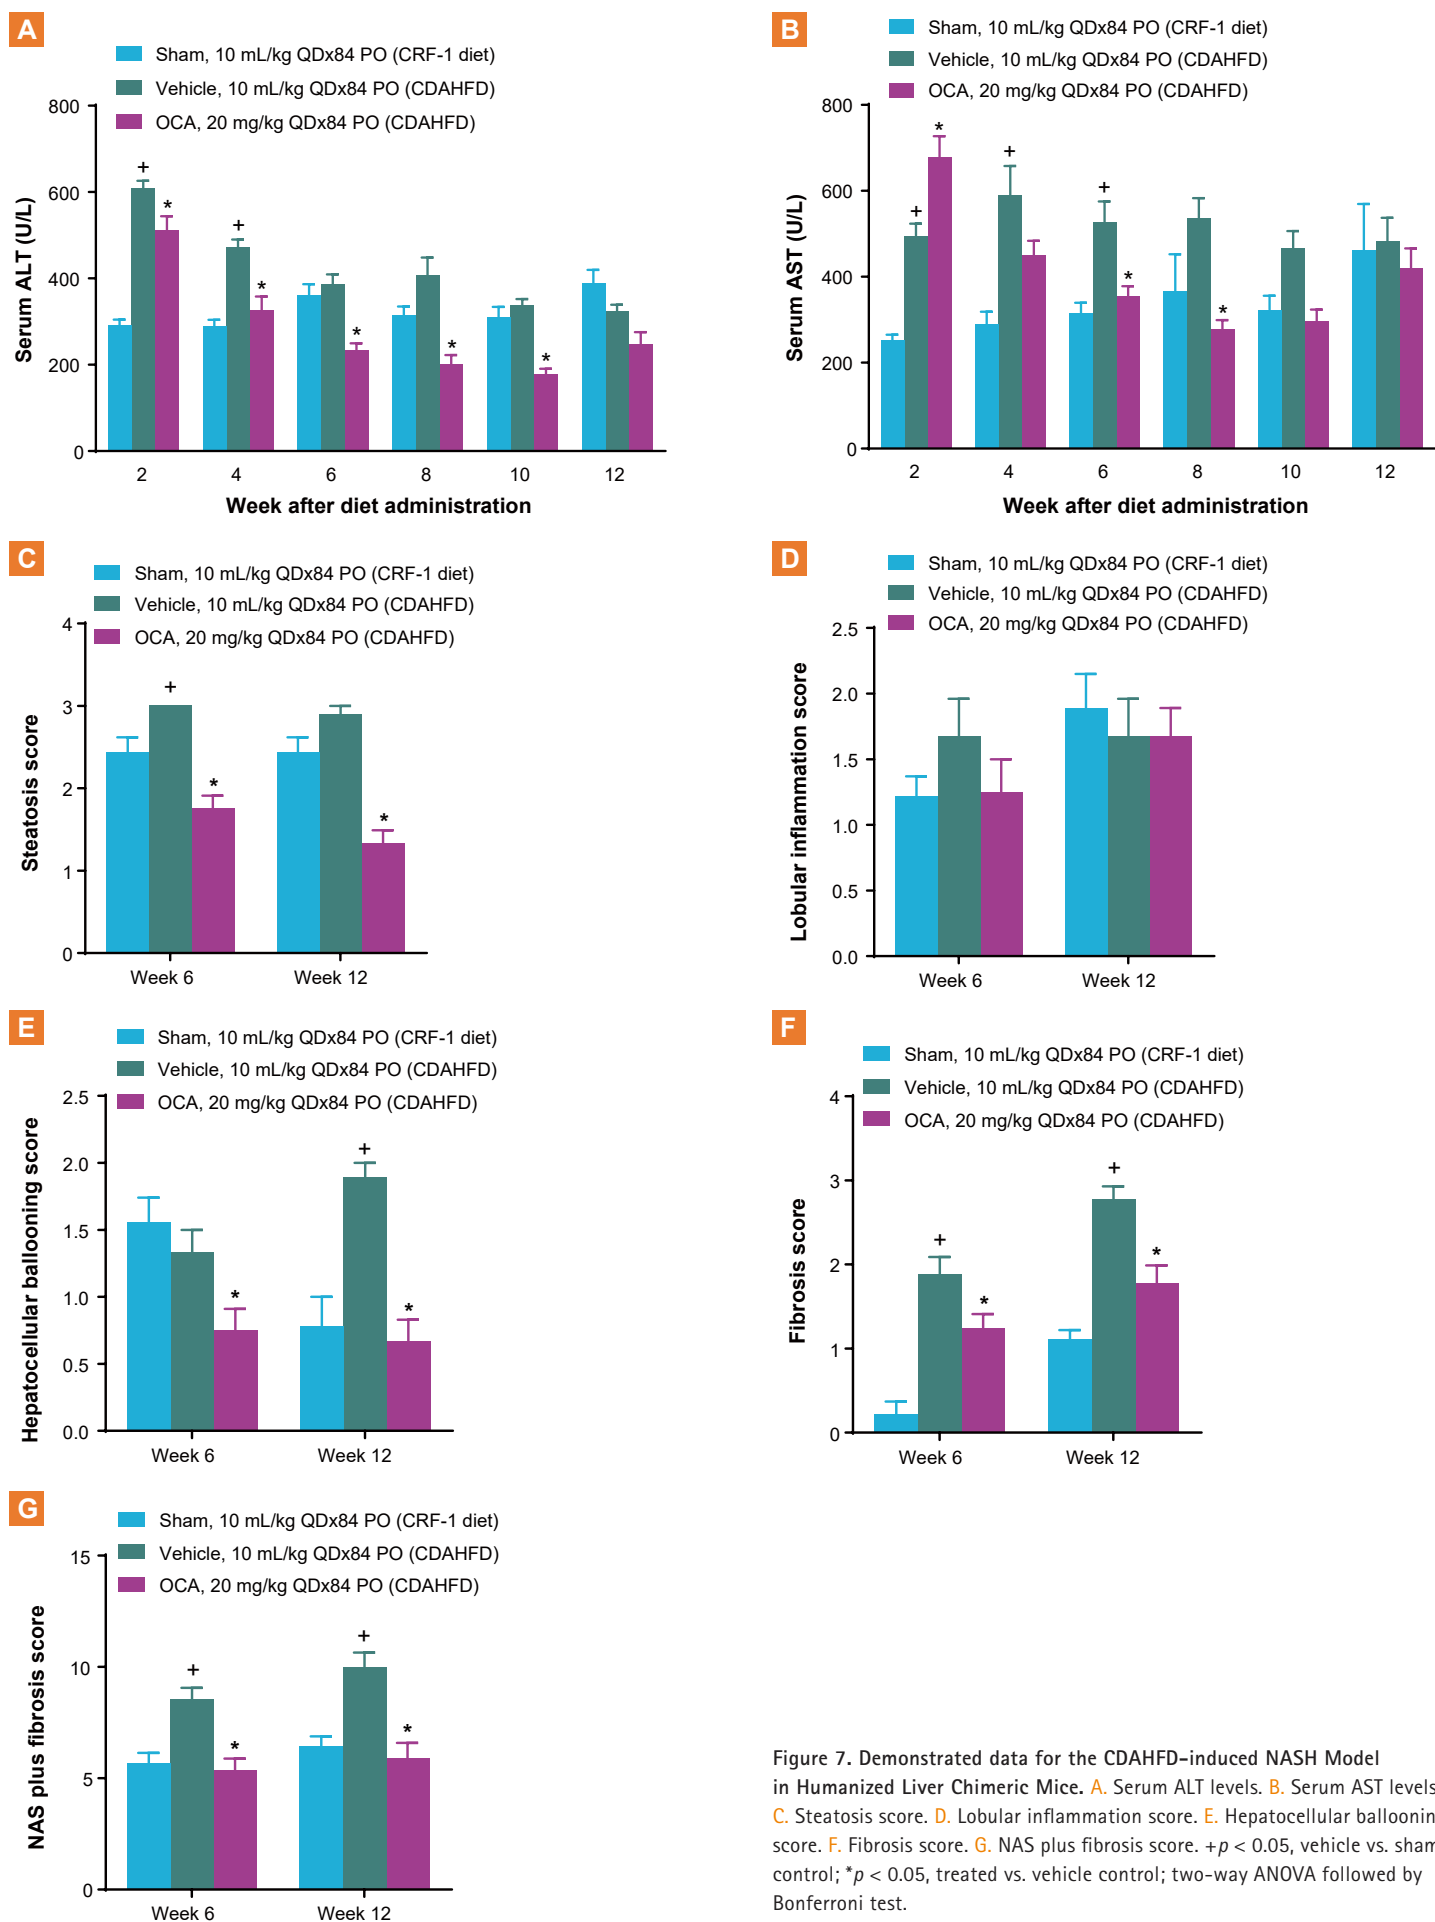 A
Sham, 10 mL/kg QDx84 PO (CRF-1 diet)
Vehicle, 10 mL/kg QDx84 PO (CDAHFD)
OCA, 20 mg/kg QDx84 PO (CDAHFD)
800
600
400
200
0
Serum ALT (U/L)
+
*
+
*
*
*
*
2
4
6
8
10
12
Week after diet administration
B
Sham, 10 mL/kg QDx84 PO (CRF-1 diet)
Vehicle, 10 mL/kg QDx84 PO (CDAHFD)
OCA, 20 mg/kg QDx84 PO (CDAHFD)
800
600
400
200
0
Serum AST (U/L)
+
*
+
+
*
*
2
4
6
8
10
12
Week after diet administration
C
Sham, 10 mL/kg QDx84 PO (CRF-1 diet)
Vehicle, 10 mL/kg QDx84 PO (CDAHFD)
OCA, 20 mg/kg QDx84 PO (CDAHFD)
4
3
2
1
0
Steatosis score
+
*
*
Week 6
Week 12
D
Sham, 10 mL/kg QDx84 PO (CRF-1 diet)
Vehicle, 10 mL/kg QDx84 PO (CDAHFD)
OCA, 20 mg/kg QDx84 PO (CDAHFD)
2.5
2.0
1.5
1.0
0.5
0.0
Lobular inflammation score
Week 6
Week 12
E
Sham, 10 mL/kg QDx84 PO (CRF-1 diet)
Vehicle, 10 mL/kg QDx84 PO (CDAHFD)
OCA, 20 mg/kg QDx84 PO (CDAHFD)
2.5
2.0
1.5
1.0
0.5
0.0
Hepatocellular ballooning score
*
+
*
Week 6
Week 12
F
Sham, 10 mL/kg QDx84 PO (CRF-1 diet)
Vehicle, 10 mL/kg QDx84 PO (CDAHFD)
OCA, 20 mg/kg QDx84 PO (CDAHFD)
4
3
2
1
0
Fibrosis score
+
*
+
*
Week 6
Week 12
G
Sham, 10 mL/kg QDx84 PO (CRF-1 diet)
Vehicle, 10 mL/kg QDx84 PO (CDAHFD)
OCA, 20 mg/kg QDx84 PO (CDAHFD)
15
10
5
0
NAS plus fibrosis score
+
*
+
*
Week 6
Week 12
Figure 7. Demonstrated data for the CDAHFD-induced NASH Model
in Humanized Liver Chimeric Mice. A. Serum ALT levels. B. Serum AST levels
C. Steatosis score. D. Lobular inflammation score. E. Hepatocellular balloonin
score. F. Fibrosis score. G. NAS plus fibrosis score. +p < 0.05, vehicle vs. sham
control; *p < 0.05, treated vs. vehicle control; two-way ANOVA followed by
Bonferroni test.